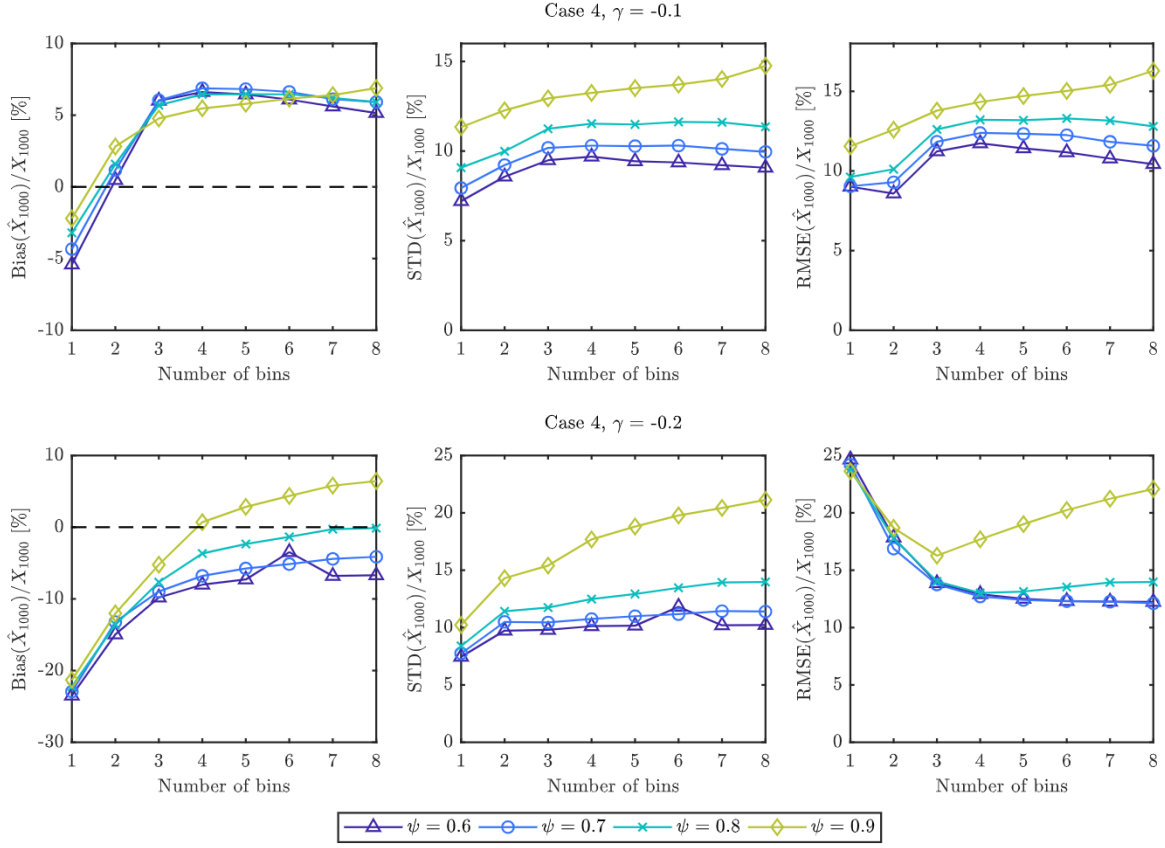 Case 4, γ = -0.1
Bias(X̂1000)/X1000 [%]
10
5
0
-5
-10
1 2 3 4 5 6 7 8
Number of bins
STD(X̂1000)/X1000 [%]
15
10
5
0
1 2 3 4 5 6 7 8
Number of bins
RMSE(X̂1000)/X1000 [%]
15
10
5
0
1 2 3 4 5 6 7 8
Number of bins
Case 4, γ = -0.2
Bias(X̂1000)/X1000 [%]
10
0
-10
-20
-30
1 2 3 4 5 6 7 8
Number of bins
STD(X̂1000)/X1000 [%]
25
20
15
10
5
0
1 2 3 4 5 6 7 8
Number of bins
RMSE(X̂1000)/X1000 [%]
25
20
15
10
5
0
1 2 3 4 5 6 7 8
Number of bins
ψ = 0.6 ψ = 0.7 ψ = 0.8 ψ = 0.9